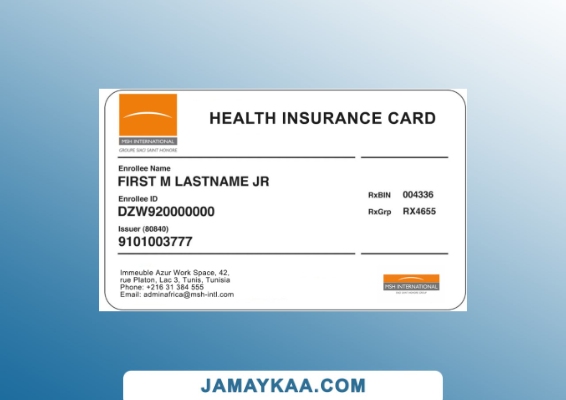 HEALTH INSURANCE CARD
MSH INTERNATIONAL
GROUPE SIACI SAINT HONORE
Enrollee Name
FIRST M LASTNAME JR
Enrollee ID
DZW920000000
Issuer (80840)
9101003777
RxBIN 004336
RxGrp RX4655
Immeuble Azur Work Space, 42,
rue Platon, Lac 3, Tunis, Tunisia
Phone: +216 31 384 555
Email: adminafrica@msh-intl.com
MSH INTERNATIONAL
JAMAYKAA.COM